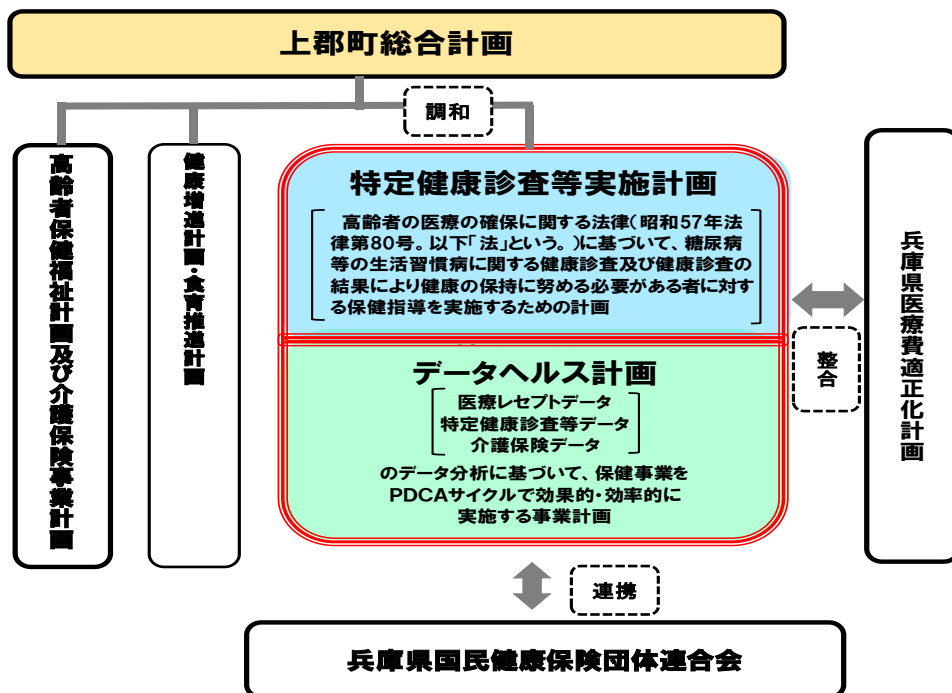 上郡町総合計画
調和
高齢者保健福祉計画及び介護保険事業計画
健康増進計画・食育推進計画
特定健康診査等実施計画
高齢者の医療の確保に関する法律(昭和57年法
律第80号。以下「法」という。)に基づいて、糖尿病
等の生活習慣病に関する健康診査及び健康診査の
結果により健康の保持に努める必要がある者に対す
る保健指導を実施するための計画
データヘルス計画
医療レセプトデータ
特定健康診査等データ
介護保険データ
のデータ分析に基づいて、保健事業を
PDCAサイクルで効果的・効率的に
実施する事業計画
整合
兵庫県医療費適正化計画
連携
兵庫県国民健康保険団体連合会